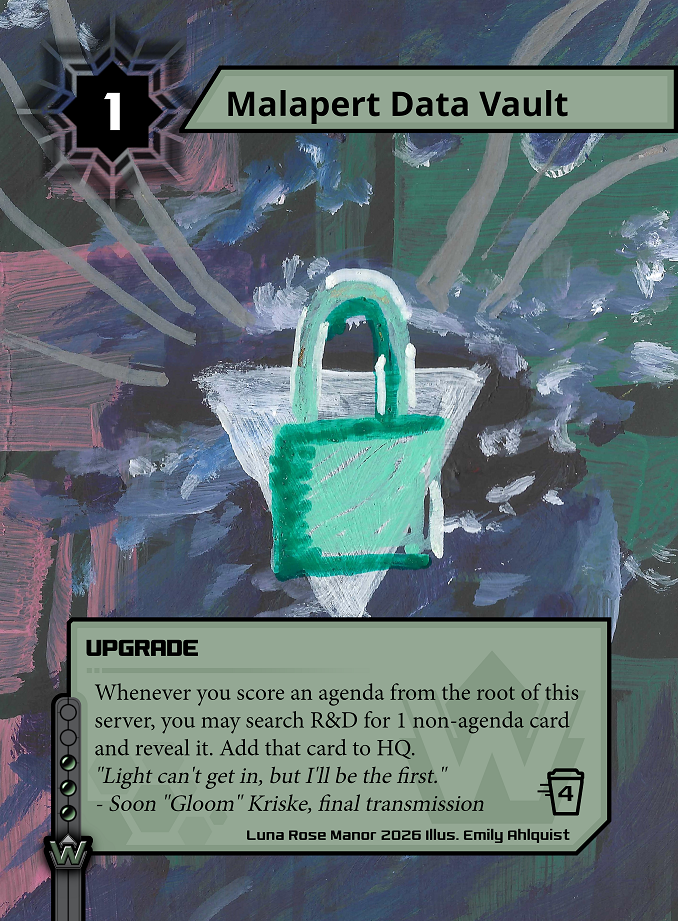 1
Malapert Data Vault
UPGRADE
Whenever you score an agenda from the root of this
server, you may search R&D for 1 non-agenda card
and reveal it. Add that card to HQ.
"Light can't get in, but I'll be the first."
- Soon "Gloom" Kriske, final transmission
4
Luna Rose Manor 2026 Illus. Emily Ahlquist
W